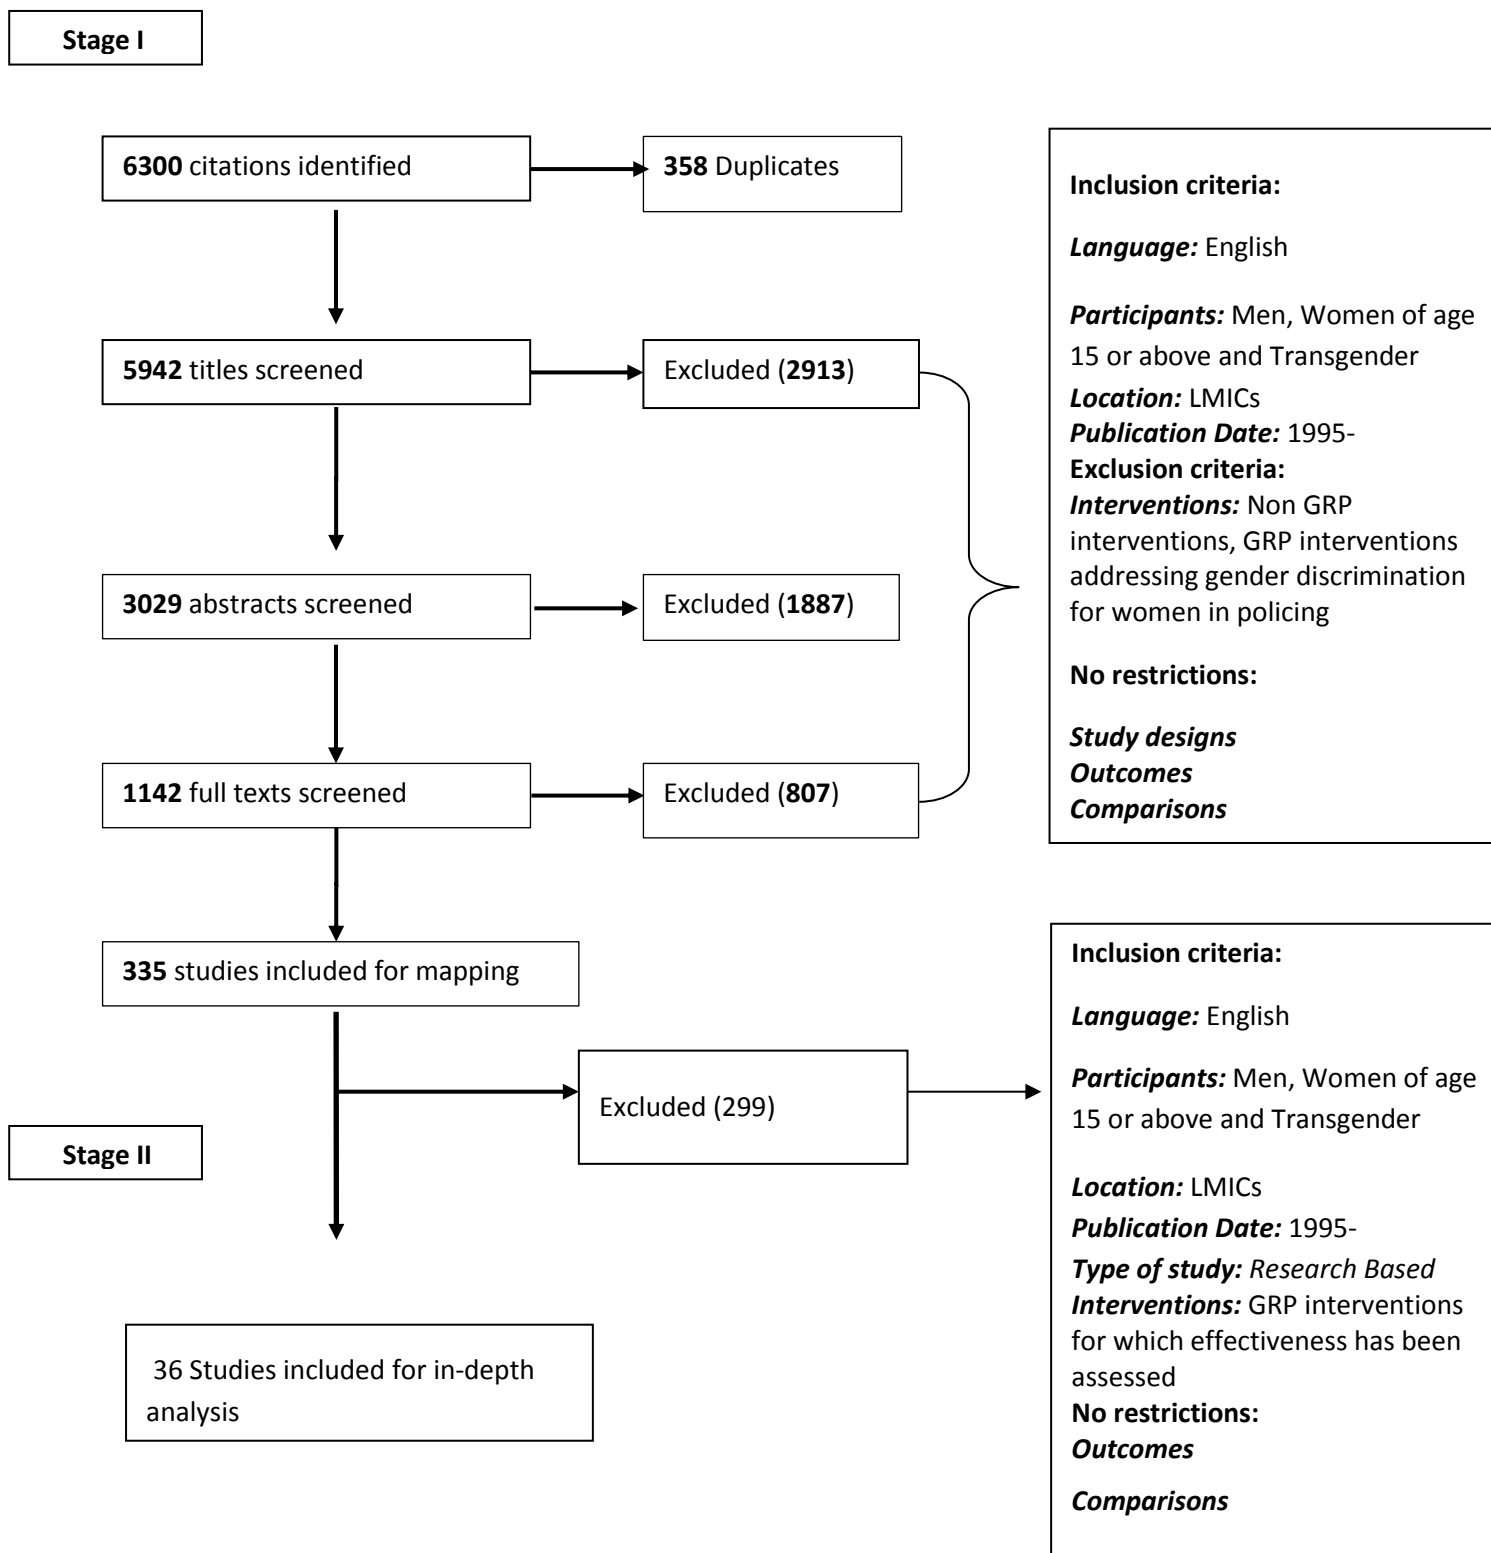 Stage I
6300 citations identified
358 Duplicates
5942 titles screened
Excluded (2913)
3029 abstracts screened
Excluded (1887)
1142 full texts screened
Excluded (807)
335 studies included for mapping
Inclusion criteria:
Language: English
Participants: Men, Women of age
15 or above and Transgender
Location: LMICs
Publication Date: 1995-
Exclusion criteria:
Interventions: Non GRP
interventions, GRP interventions
addressing gender discrimination
for women in policing
No restrictions:
Study designs
Outcomes
Comparisons
Excluded (299)
Stage II
36 Studies included for in-depth
analysis
Inclusion criteria:
Language: English
Participants: Men, Women of age
15 or above and Transgender
Location: LMICs
Publication Date: 1995-
Type of study: Research Based
Interventions: GRP interventions
for which effectiveness has been
assessed
No restrictions:
Outcomes
Comparisons